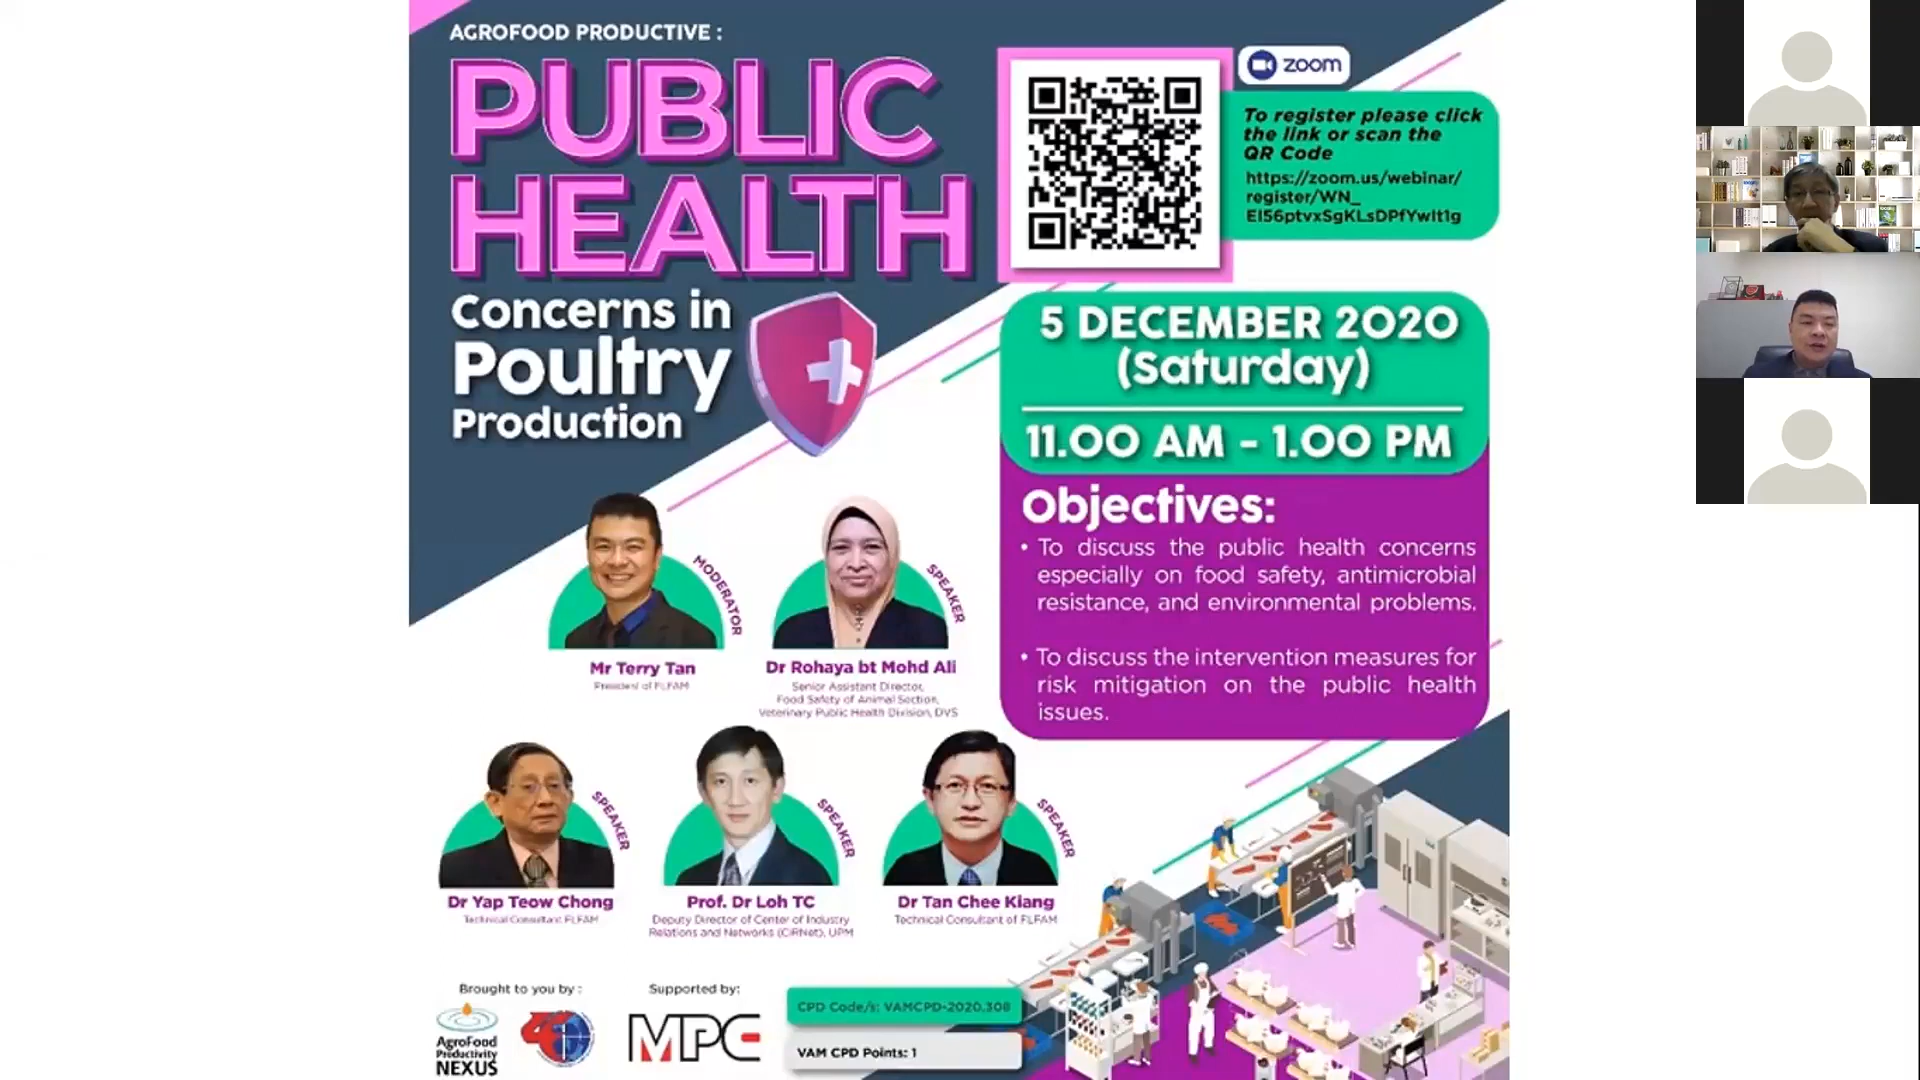 AGROFOOD PRODUCTIVE :
PUBLIC
HEALTH
Concerns in
Poultry
Production
zoom
To register please click
the link or scan the
QR Code
https://zoom.us/webinar/
register/WN_
EI56ptvxSgKLsDPfYwIt1g
5 DECEMBER 2020
(Saturday)
11.00 AM - 1.00 PM
Objectives:
• To discuss the public health concerns
especially on food safety, antimicrobial
resistance, and environmental problems.
• To discuss the intervention measures for
risk mitigation on the public health
issues.
MODERATOR
Mr Terry Tan
President of FLFAM
SPEAKER
Dr Rohaya bt Mohd Ali
Senior Assistant Director,
Food Safety of Animal Section,
Veterinary Public Health Division, DVS
SPEAKER
Dr Yap Teow Chong
Technical Consultant FLFAM
SPEAKER
Prof. Dr Loh TC
Deputy Director of Center of Industry
Relations and Networks (CiRNet), UPM
SPEAKER
Dr Tan Chee Kiang
Technical Consultant of FLFAM
Brought to you by :
AgroFood
Productivity
NEXUS
Supported by:
MPC
CPD Code/s: VAMCPD-2020.308
VAM CPD Points: 1